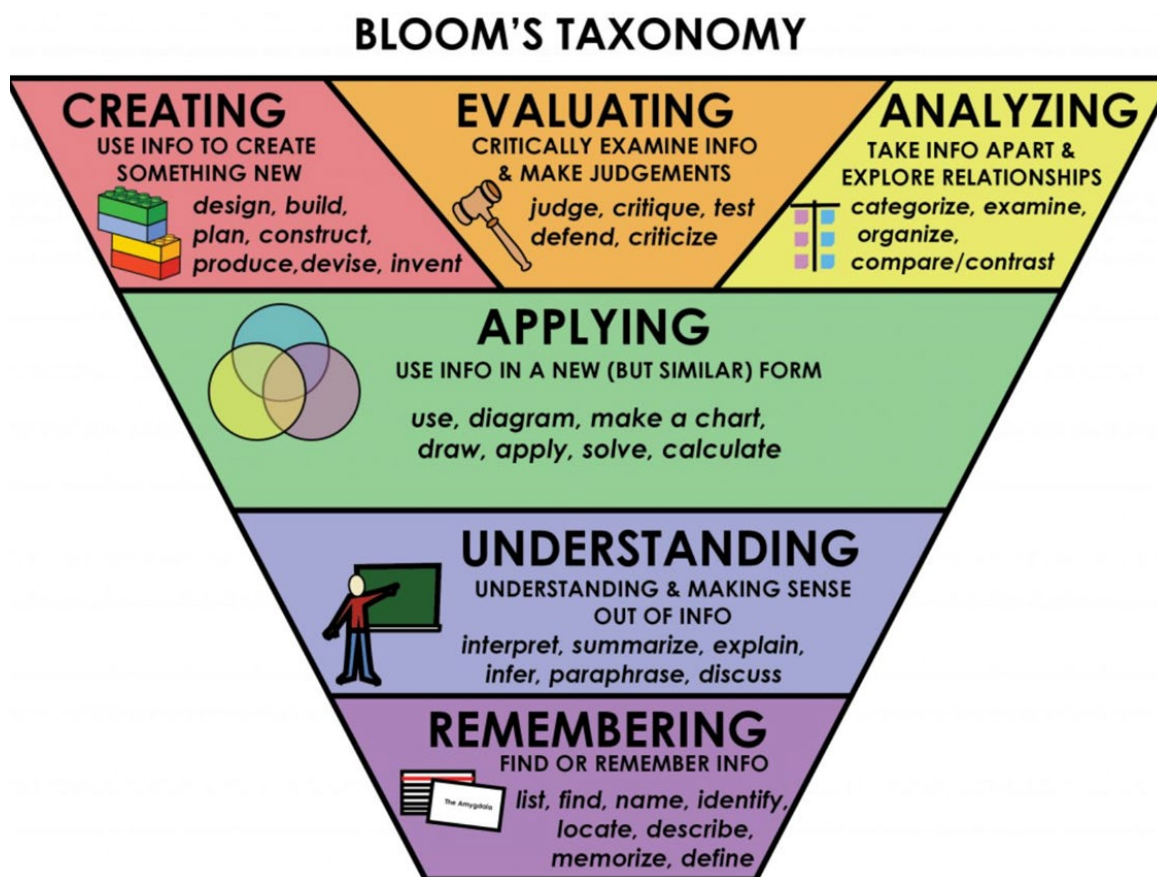 BLOOM'S TAXONOMY
CREATING
USE INFO TO CREATE
SOMETHING NEW
design, build,
plan, construct,
produce,devise, invent
EVALUATING
CRITICALLY EXAMINE INFO
& MAKE JUDGEMENTS
judge, critique, test
defend, criticize
ANALYZING
TAKE INFO APART &
EXPLORE RELATIONSHIPS
categorize, examine,
organize,
compare/contrast
APPLYING
USE INFO IN A NEW (BUT SIMILAR) FORM
use, diagram, make a chart,
draw, apply, solve, calculate
UNDERSTANDING
UNDERSTANDING & MAKING SENSE
OUT OF INFO
interpret, summarize, explain,
infer, paraphrase, discuss
REMEMBERING
FIND OR REMEMBER INFO
The Amygdala
list, find, name, identify,
locate, describe,
memorize, define